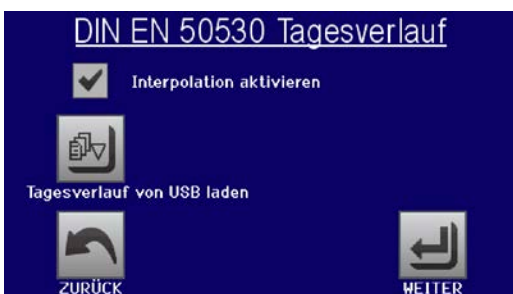 DIN EN 50530 Tagesverlauf
Interpolation aktivieren
Tagesverlauf von USB laden
ZURÜCK
WEITER